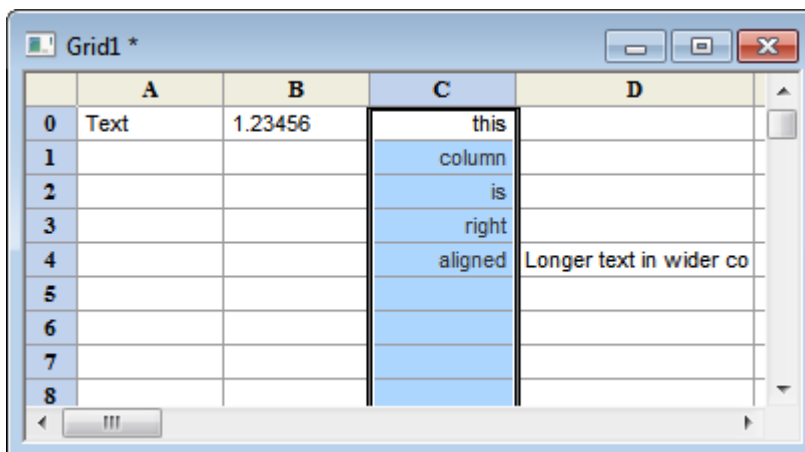 Grid1 *
A B C D
0 Text 1.23456 this
1 column
2 is
3 right
4 aligned Longer text in wider co
5
6
7
8